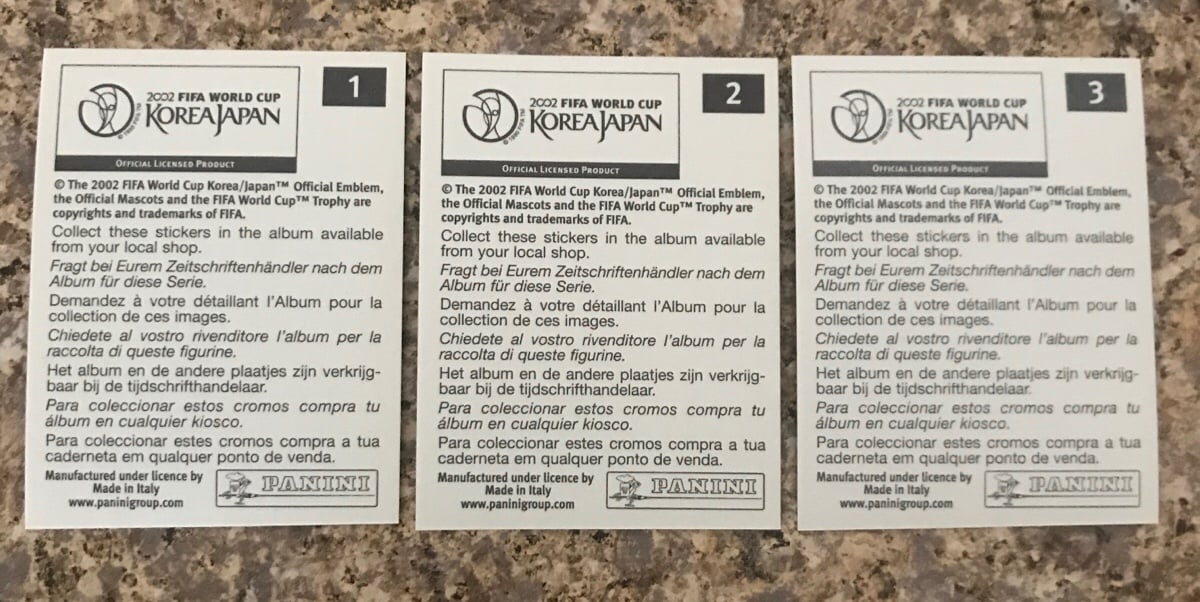 1
2002 FIFA WORLD CUP
KOREAJAPAN
© 1999 FIFA TM
OFFICIAL LICENSED PRODUCT
© The 2002 FIFA World Cup Korea/Japan™ Official Emblem,
the Official Mascots and the FIFA World Cup™ Trophy are
copyrights and trademarks of FIFA.
Collect these stickers in the album available
from your local shop.
Fragt bei Eurem Zeitschriftenhändler nach dem
Album für diese Serie.
Demandez à votre détaillant l'Album pour la
collection de ces images.
Chiedete al vostro rivenditore l'album per la
raccolta di queste figurine.
Het album en de andere plaatjes zijn verkrijg-
baar bij de tijdschrifthandelaar.
Para coleccionar estos cromos compra tu
álbum en cualquier kiosco.
Para coleccionar estes cromos compra a tua
caderneta em qualquer ponto de venda.
Manufactured under licence by
Made in Italy
www.paninigroup.com
PANINI
2
2002 FIFA WORLD CUP
KOREAJAPAN
© 1999 FIFA TM
OFFICIAL LICENSED PRODUCT
© The 2002 FIFA World Cup Korea/Japan™ Official Emblem,
the Official Mascots and the FIFA World Cup™ Trophy are
copyrights and trademarks of FIFA.
Collect these stickers in the album available
from your local shop.
Fragt bei Eurem Zeitschriftenhändler nach dem
Album für diese Serie.
Demandez à votre détaillant l'Album pour la
collection de ces images.
Chiedete al vostro rivenditore l'album per la
raccolta di queste figurine.
Het album en de andere plaatjes zijn verkrijg-
baar bij de tijdschrifthandelaar.
Para coleccionar estos cromos compra tu
álbum en cualquier kiosco.
Para coleccionar estes cromos compra a tua
caderneta em qualquer ponto de venda.
Manufactured under licence by
Made in Italy
www.paninigroup.com
PANINI
3
2002 FIFA WORLD CUP
KOREAJAPAN
© 1999 FIFA TM
OFFICIAL LICENSED PRODUCT
© The 2002 FIFA World Cup Korea/Japan™ Official Emblem,
the Official Mascots and the FIFA World Cup™ Trophy are
copyrights and trademarks of FIFA.
Collect these stickers in the album available
from your local shop.
Fragt bei Eurem Zeitschriftenhändler nach dem
Album für diese Serie.
Demandez à votre détaillant l'Album pour la
collection de ces images.
Chiedete al vostro rivenditore l'album per la
raccolta di queste figurine.
Het album en de andere plaatjes zijn verkrijg-
baar bij de tijdschrifthandelaar.
Para coleccionar estos cromos compra tu
álbum en cualquier kiosco.
Para coleccionar estes cromos compra a tua
caderneta em qualquer ponto de venda.
Manufactured under licence by
Made in Italy
www.paninigroup.com
PANINI